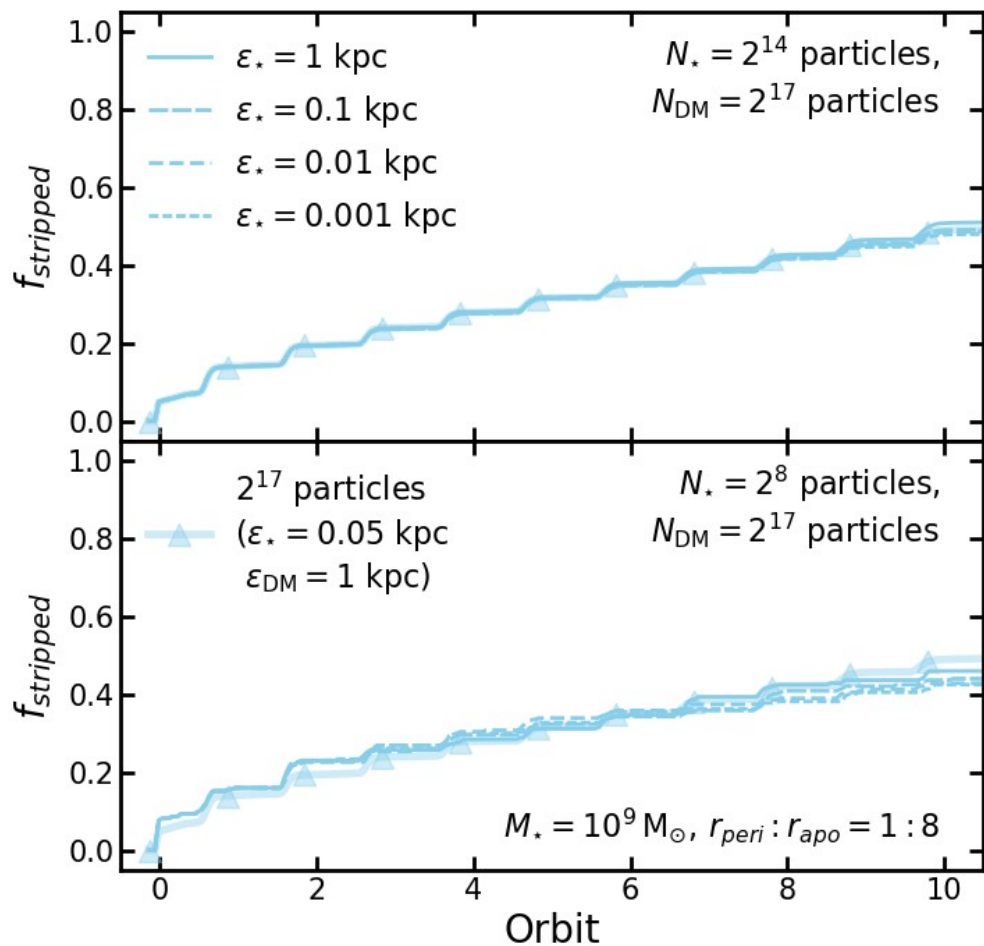 1.0
0.8
0.6
0.4
0.2
0.0
f_stripped
ε⋆ = 1 kpc
ε⋆ = 0.1 kpc
ε⋆ = 0.01 kpc
ε⋆ = 0.001 kpc
N⋆ = 2^14 particles,
N_DM = 2^17 particles
1.0
0.8
0.6
0.4
0.2
0.0
f_stripped
2^17 particles
(ε⋆ = 0.05 kpc
ε_DM = 1 kpc)
N⋆ = 2^8 particles,
N_DM = 2^17 particles
M⋆ = 10^9 M⊙, r_peri : r_apo = 1 : 8
0 2 4 6 8 10
Orbit